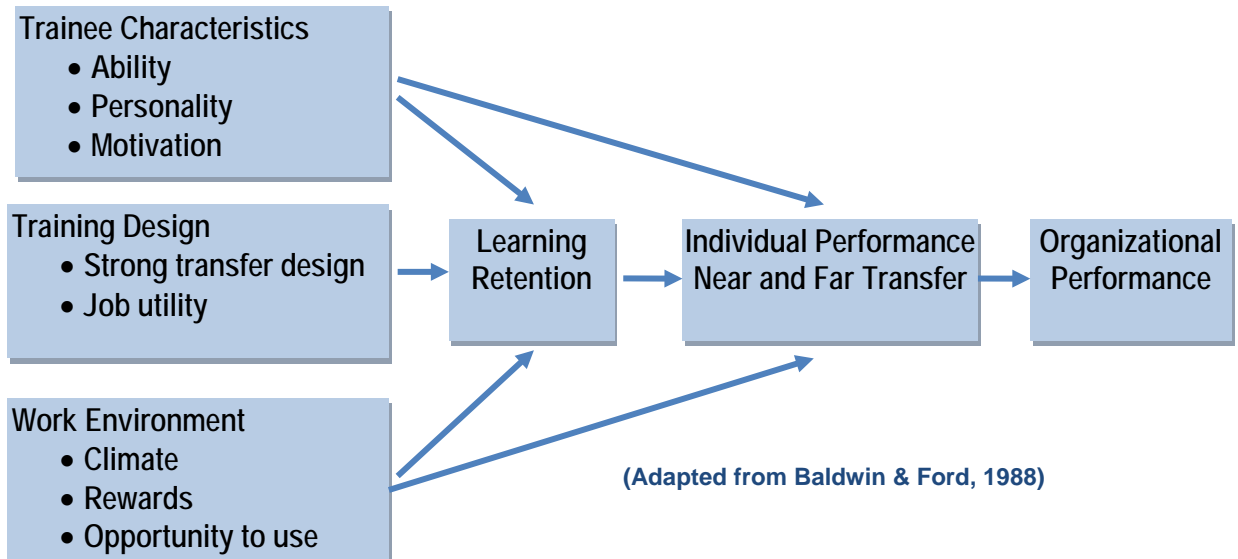 Trainee Characteristics
• Ability
• Personality
• Motivation
Training Design
• Strong transfer design
• Job utility
Work Environment
• Climate
• Rewards
• Opportunity to use
Learning
Retention
Individual Performance
Near and Far Transfer
Organizational
Performance
(Adapted from Baldwin & Ford, 1988)